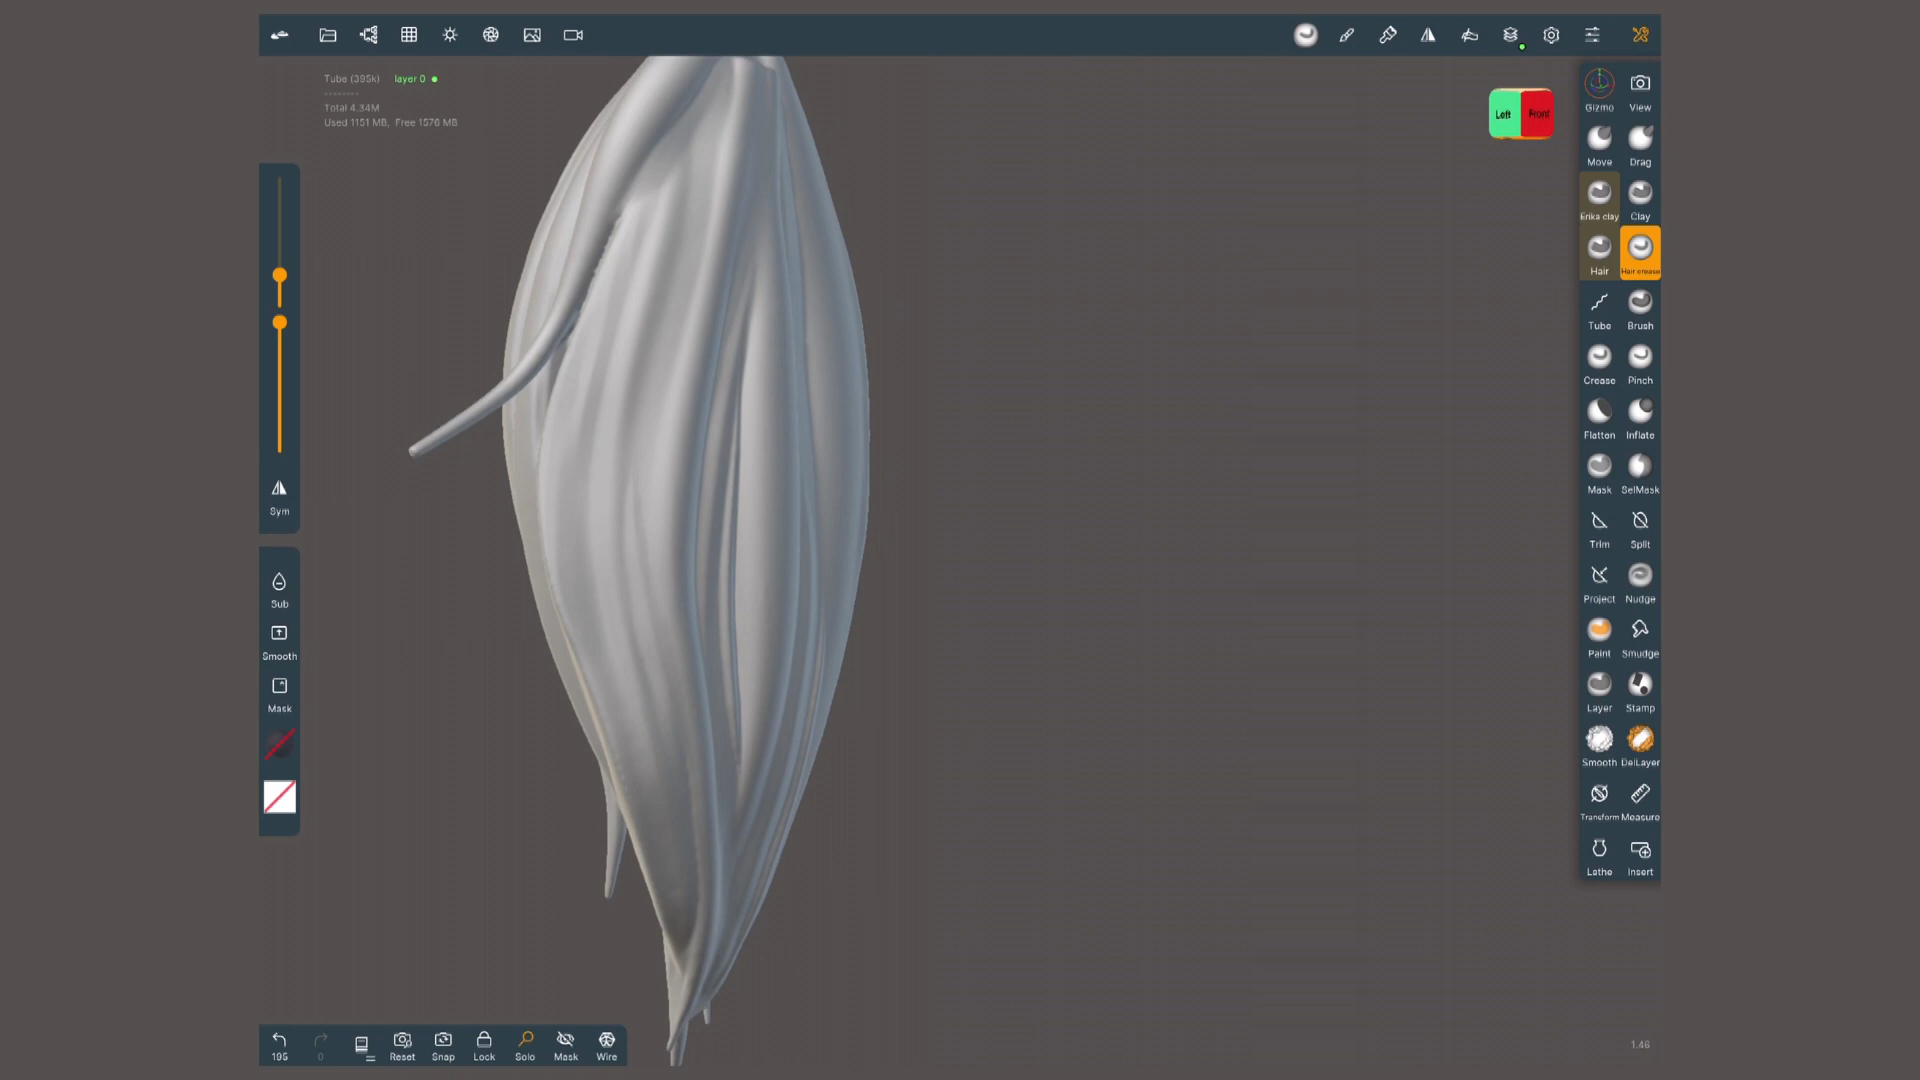 Tube (395k) layer 0
--------
Total 4.34M
Used 1151 MB, Free 1576 MB
Left Front
Gizmo View
Move Drag
Erika clay Clay
Hair Hair crease
Tube Brush
Crease Pinch
Flatten Inflate
Mask SelMask
Trim Split
Project Nudge
Paint Smudge
Layer Stamp
Smooth DelLayer
Transform Measure
Lathe Insert
Sym
Sub
Smooth
Mask
195 0 Reset Snap Lock Solo Mask Wire
1.46